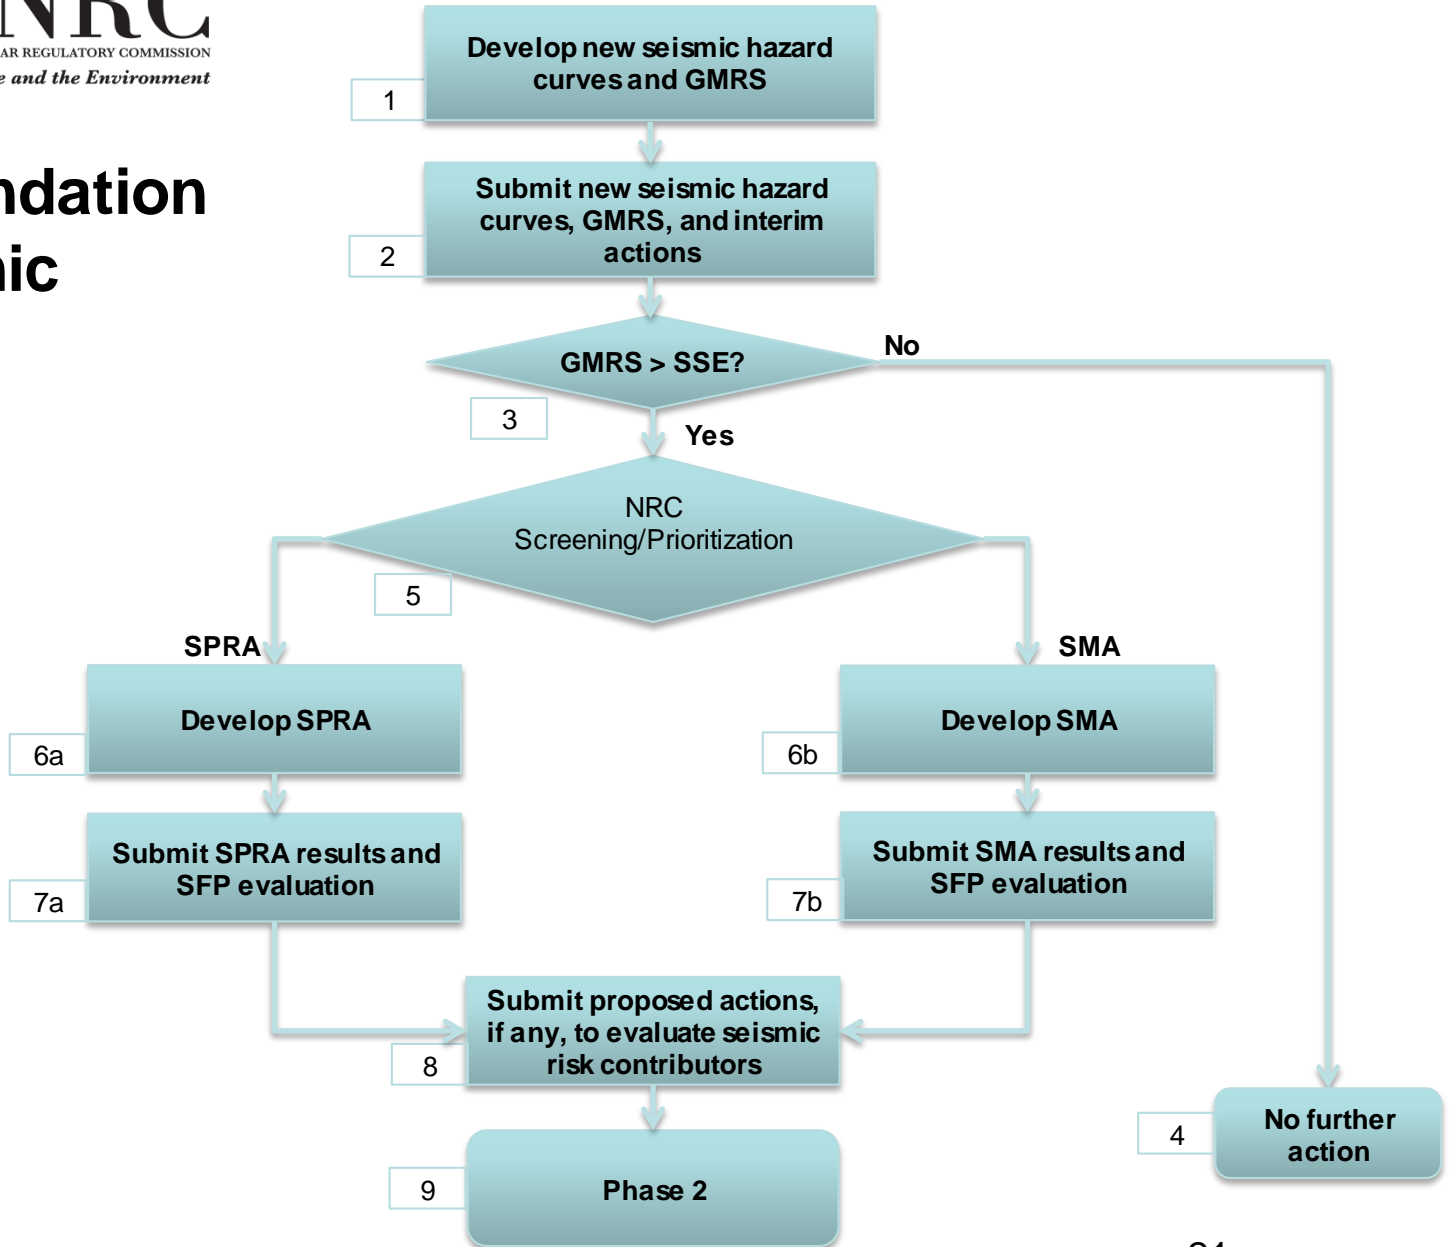 NRC
AR REGULATORY COMMISSION
e and the Environment
ndation
nic
Develop new seismic hazard
curves and GMRS
1
Submit new seismic hazard
curves, GMRS, and interim
actions
2
GMRS > SSE?
No
3
Yes
NRC
Screening/Prioritization
5
SPRA
SMA
Develop SPRA
6a
Develop SMA
6b
Submit SPRA results and
SFP evaluation
7a
Submit SMA results and
SFP evaluation
7b
Submit proposed actions,
if any, to evaluate seismic
risk contributors
8
No further
action
4
Phase 2
9